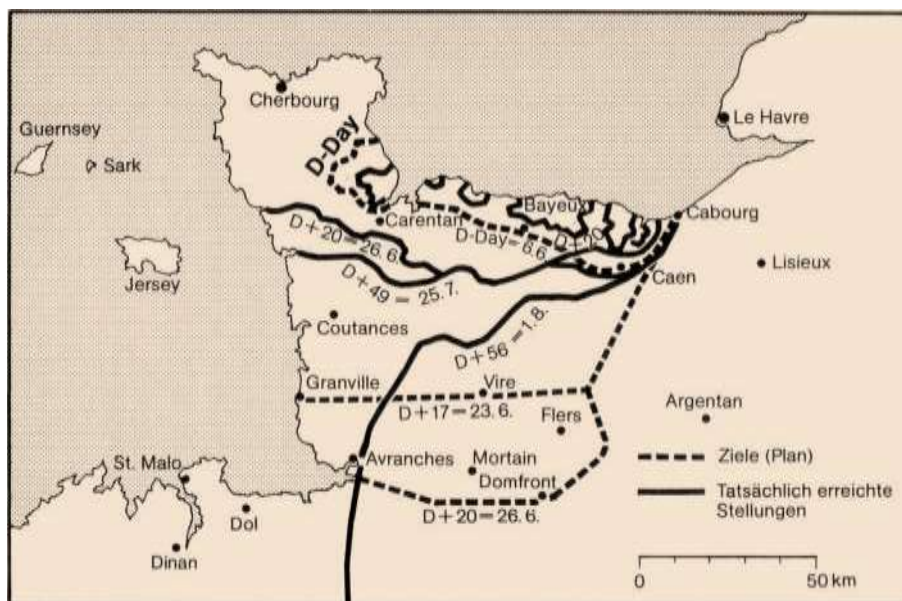 Cherbourg
Le Havre
Guernsey
Sark
D-Day
Bayeux
Cabourg
Carentan
D+20=26.6.
D-Day=6.6.
Caen
Lisieux
Jersey
D+49= 25.7.
Coutances
D+56=1.8.
Granville
Vire
D+17=23.6.
Flers
Argentan
St. Malo
Avranches
Mortain
Domfront
Ziele (Plan)
Tatsächlich erreichte
Stellungen
D+20=26.6.
Dol
Dinan
0
50 km